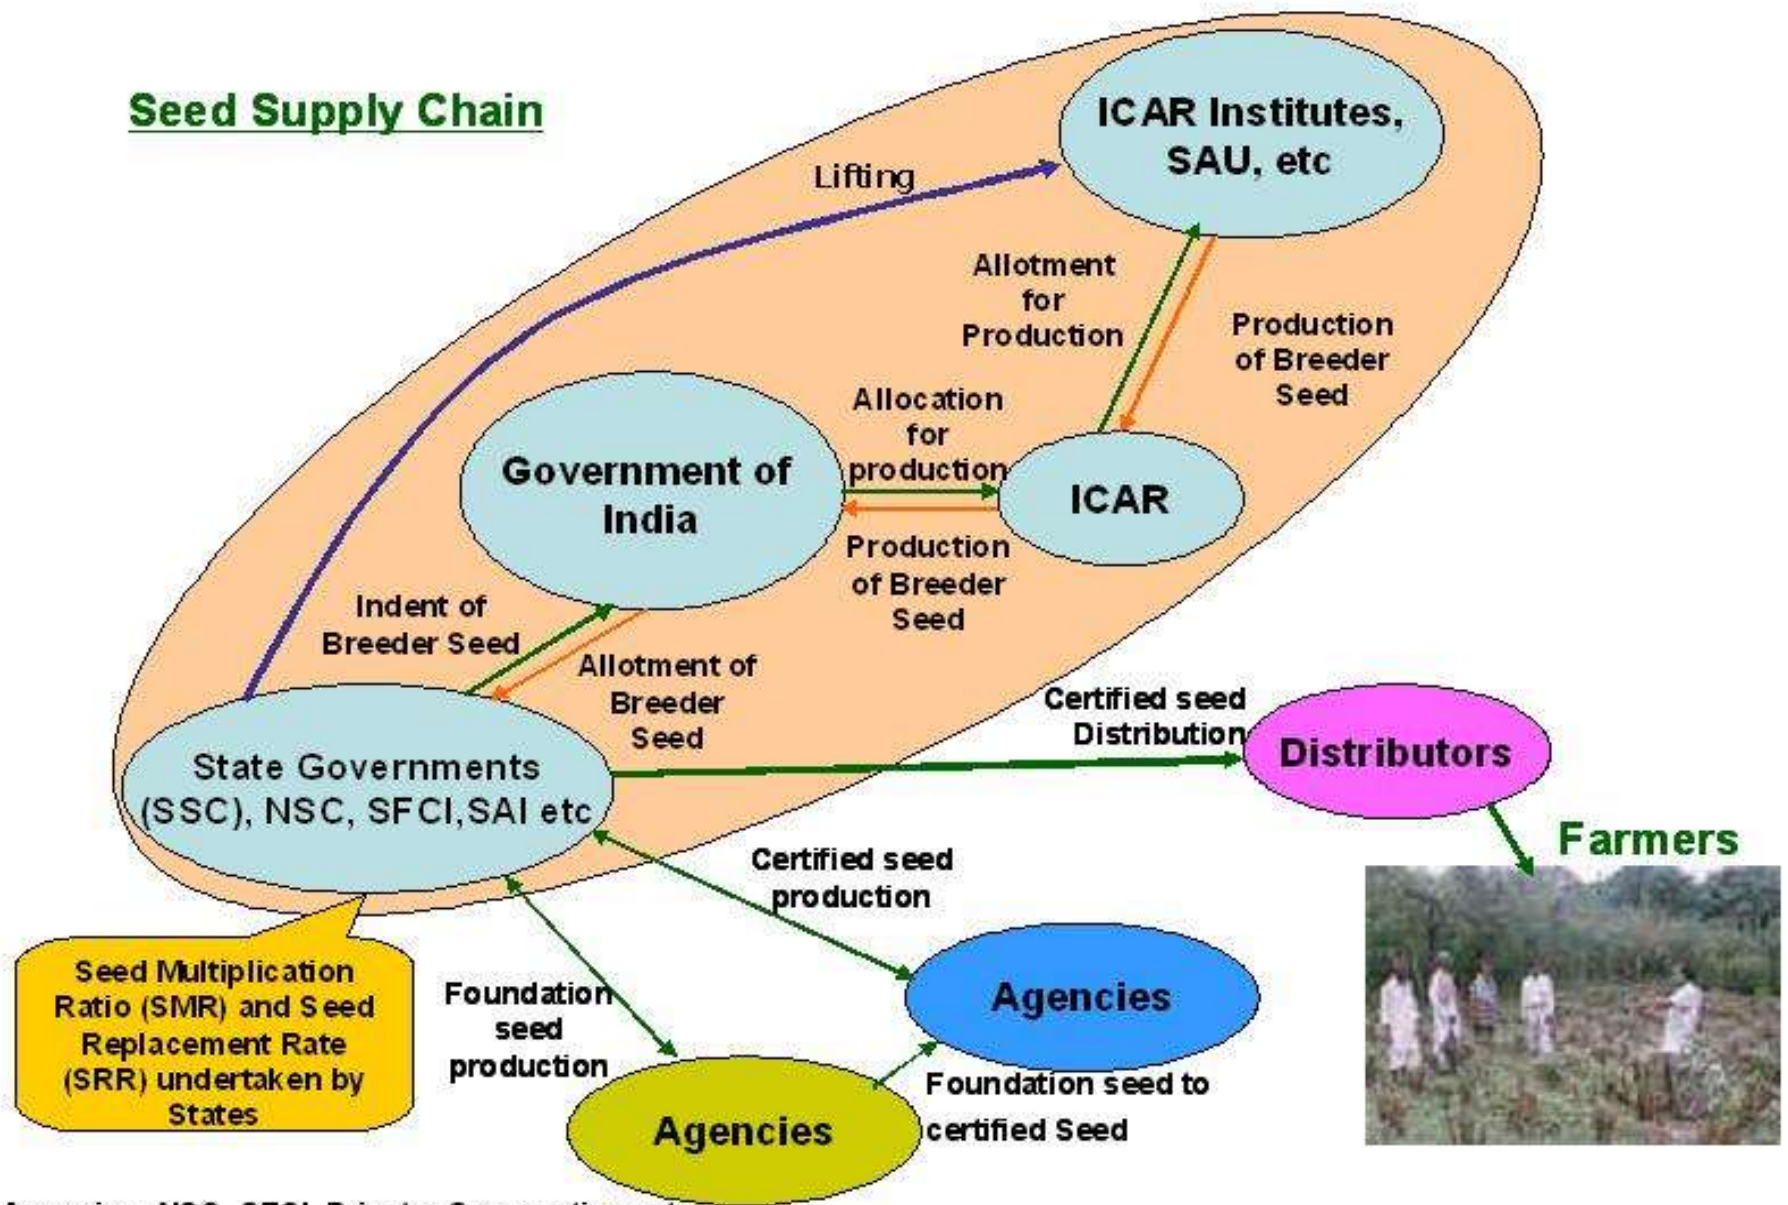 Seed Supply Chain
ICAR Institutes,
SAU, etc
Lifting
Allotment
for
Production
Production
of Breeder
Seed
Allocation
for
production
Government of
India
ICAR
Production
of Breeder
Seed
Indent of
Breeder Seed
Allotment of
Breeder
Seed
Certified seed
Distribution
Distributors
State Governments
(SSC), NSC, SFCI,SAI etc
Farmers
Certified seed
production
Seed Multiplication
Ratio (SMR) and Seed
Replacement Rate
(SRR) undertaken by
States
Foundation
seed
production
Agencies
Foundation seed to
certified Seed
Agencies